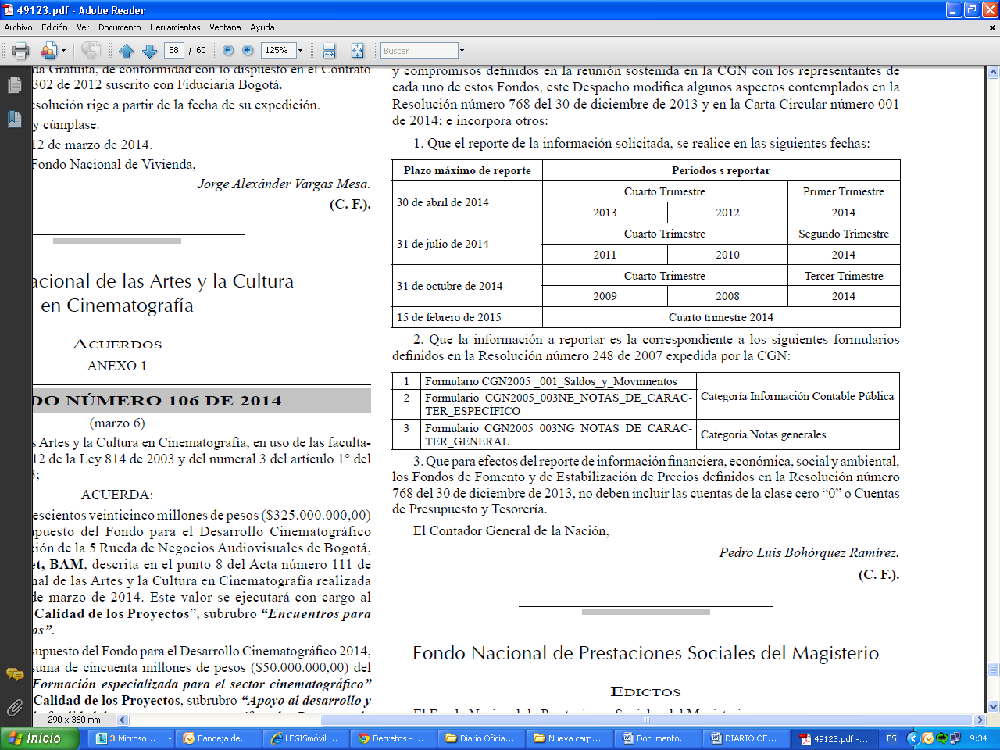 49123.pdf - Adobe Reader
Archivo Edición Ver Documento Herramientas Ventana Ayuda
58 / 60 125% Buscar
da Gratuita, de conformidad con lo dispuesto en el Contrato
302 de 2012 suscrito con Fiduciaria Bogotá.
esolución rige a partir de la fecha de su expedición.
y cúmplase.
12 de marzo de 2014.
Fondo Nacional de Vivienda,
Jorge Alexánder Vargas Mesa.
(C. F.).
acional de las Artes y la Cultura
en Cinematografía
Acuerdos
ANEXO 1
DO NÚMERO 106 DE 2014
(marzo 6)
s Artes y la Cultura en Cinematografía, en uso de las faculta-
12 de la Ley 814 de 2003 y del numeral 3 del artículo 1° del
3;
ACUERDA:
escientos veinticinco millones de pesos ($325.000.000,00)
upuesto del Fondo para el Desarrollo Cinematográfico
ción de la 5 Rueda de Negocios Audiovisuales de Bogotá,
et, BAM, descrita en el punto 8 del Acta número 111 de
nal de las Artes y la Cultura en Cinematografía realizada
de marzo de 2014. Este valor se ejecutará con cargo al
Calidad de los Proyectos”, subrubro “Encuentros para
os”.
supuesto del Fondo para el Desarrollo Cinematográfico 2014,
suma de cincuenta millones de pesos ($50.000.000,00) del
Formación especializada para el sector cinematográfico”
Calidad de los Proyectos, subrubro “Apoyo al desarrollo y
y compromisos definidos en la reunión sostenida en la CGN con los representantes de
cada uno de estos Fondos, este Despacho modifica algunos aspectos contemplados en la
Resolución número 768 del 30 de diciembre de 2013 y en la Carta Circular número 001
de 2014; e incorpora otros:
1. Que el reporte de la información solicitada, se realice en las siguientes fechas:
Plazo máximo de reporte Períodos s reportar
30 de abril de 2014 Cuarto Trimestre Primer Trimestre
2013 2012 2014
31 de julio de 2014 Cuarto Trimestre Segundo Trimestre
2011 2010 2014
31 de octubre de 2014 Cuarto Trimestre Tercer Trimestre
2009 2008 2014
15 de febrero de 2015 Cuarto trimestre 2014
2. Que la información a reportar es la correspondiente a los siguientes formularios
definidos en la Resolución número 248 de 2007 expedida por la CGN:
1 Formulario CGN2005 _001_Saldos_y_Movimientos Categoría Información Contable Pública
2 Formulario CGN2005_003NE_NOTAS_DE_CARAC-
TER_ESPECÍFICO
3 Formulario CGN2005_003NG_NOTAS_DE_CARAC-
TER_GENERAL Categoría Notas generales
3. Que para efectos del reporte de información financiera, económica, social y ambiental,
los Fondos de Fomento y de Estabilización de Precios definidos en la Resolución número
768 del 30 de diciembre de 2013, no deben incluir las cuentas de la clase cero “0” o Cuentas
de Presupuesto y Tesorería.
El Contador General de la Nación,
Pedro Luis Bohórquez Ramírez.
(C. F.).
Fondo Nacional de Prestaciones Sociales del Magisterio
Edictos
El Fondo Nacional de Prestaciones Sociales del Magisterio
290 x 360 mm
Inicio 3 Microso... Bandeja de... LEGISmóvil ... Decretos - ... Diario Oficia... Nueva carp... Documento... DIARIO OF... 49123.pdf -... ES 9:34